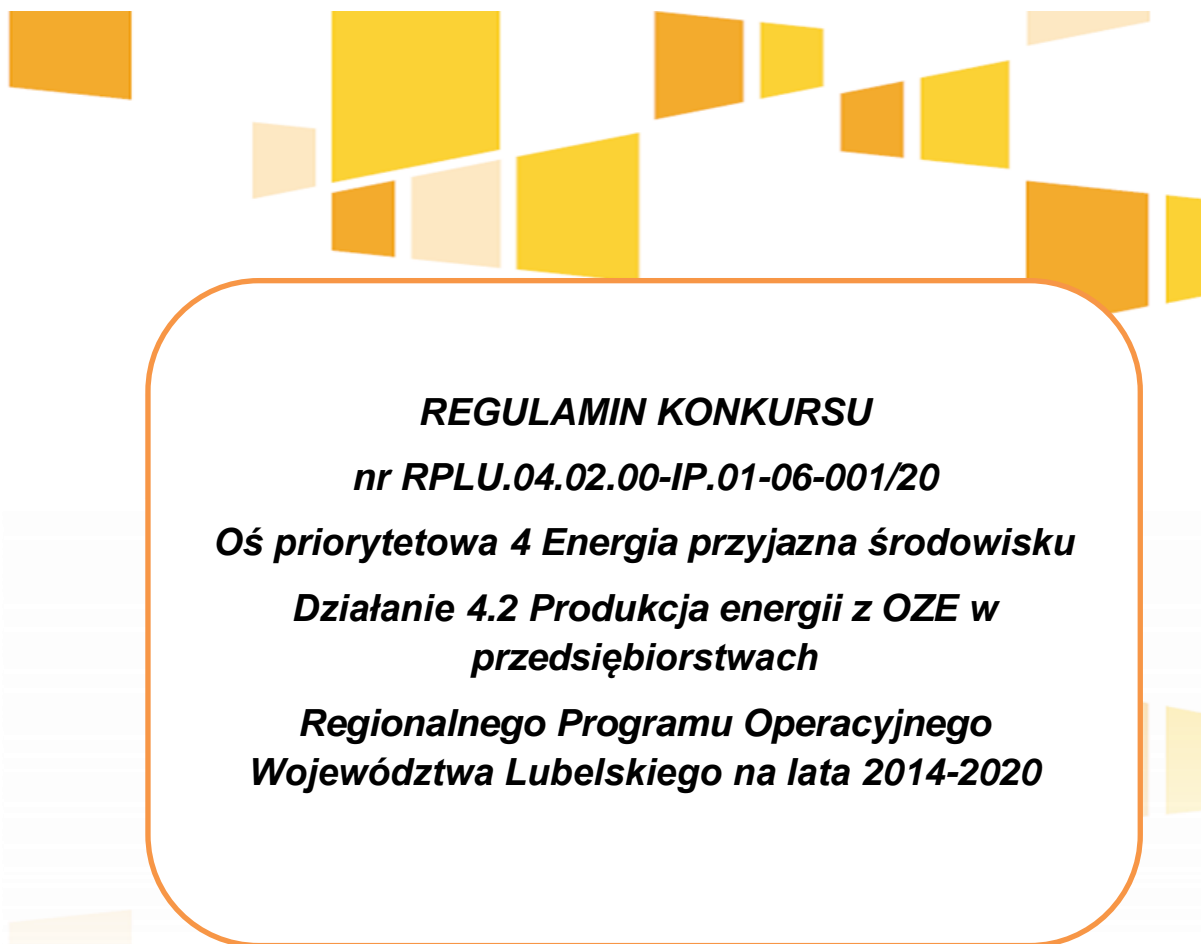 REGULAMIN KONKURSU
nr RPLU.04.02.00-IP.01-06-001/20
Oś priorytetowa 4 Energia przyjazna środowisku
Działanie 4.2 Produkcja energii z OZE w
przedsiębiorstwach
Regionalnego Programu Operacyjnego
Województwa Lubelskiego na lata 2014-2020